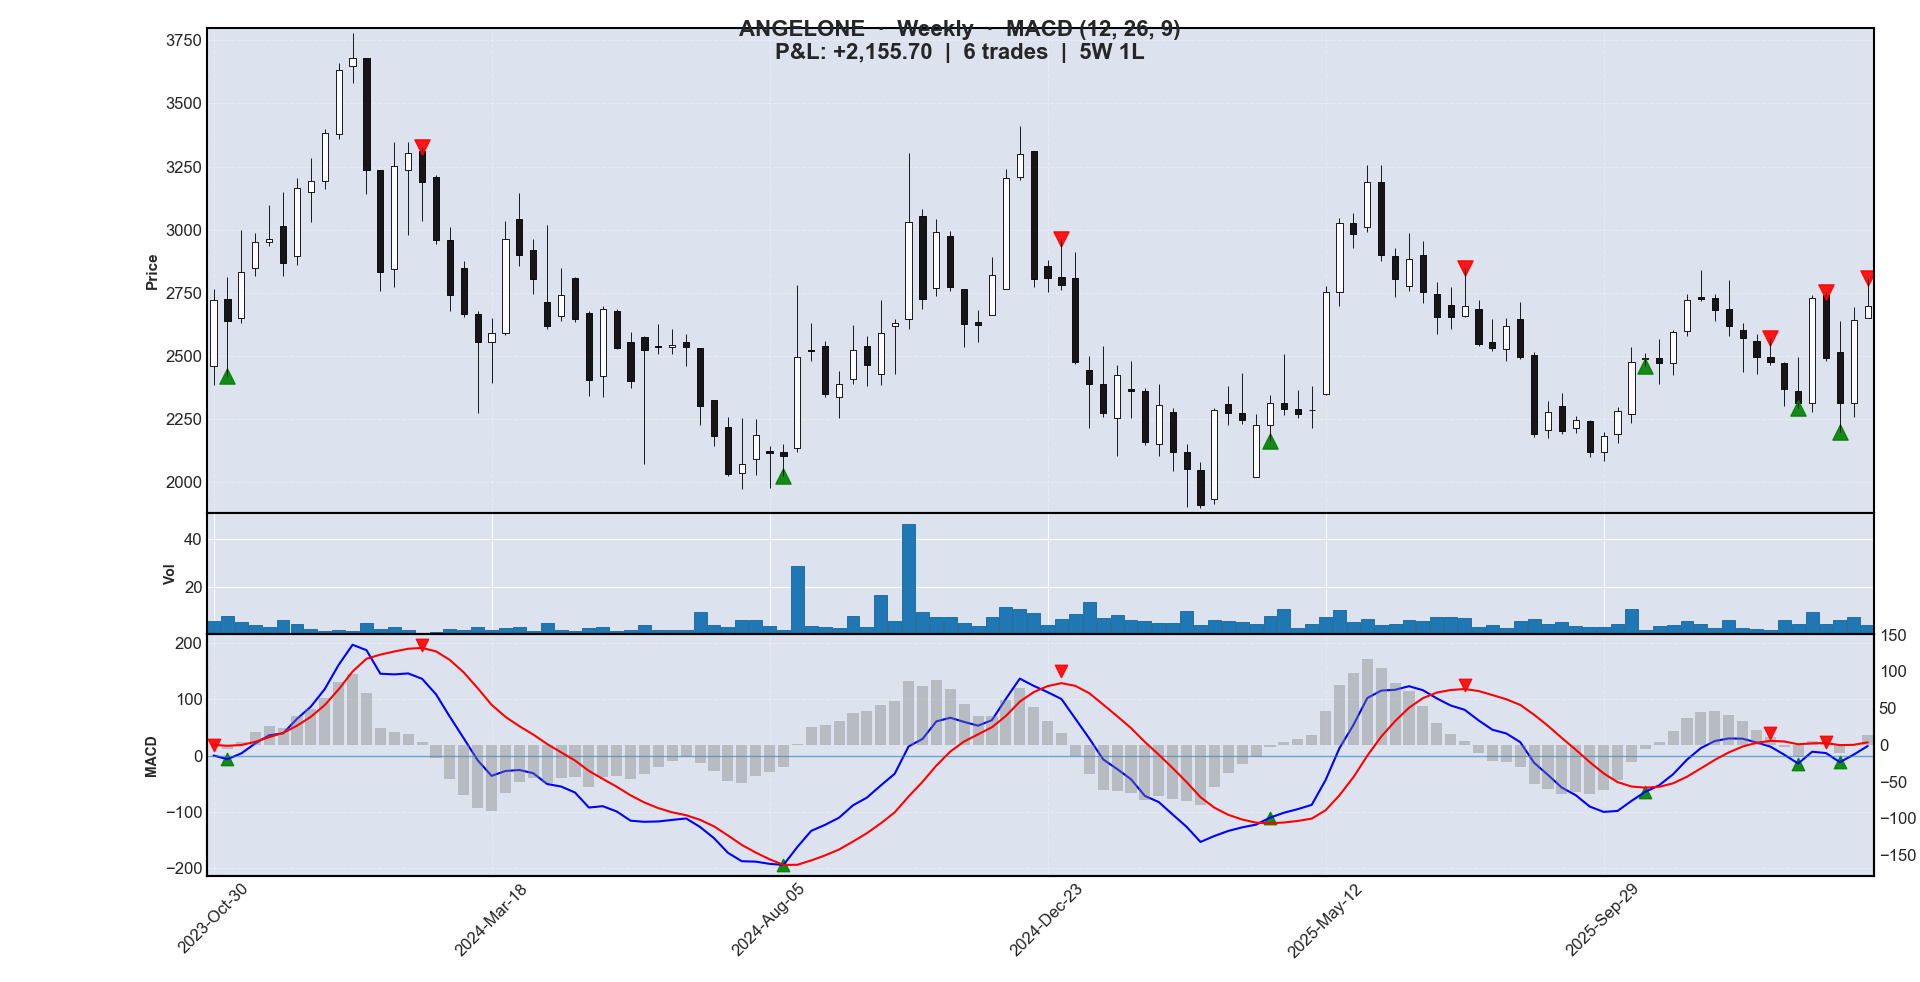 ANGELONE · Weekly · MACD (12, 26, 9)
P&L: +2,155.70 | 6 trades | 5W 1L
3750
3500
3250
3000
2750
2500
2250
2000
Price
40
20
Vol
200
100
0
−100
−200
MACD
150
100
50
0
−50
−100
−150
2023-Oct-30
2024-Mar-18
2024-Aug-05
2024-Dec-23
2025-May-12
2025-Sep-29